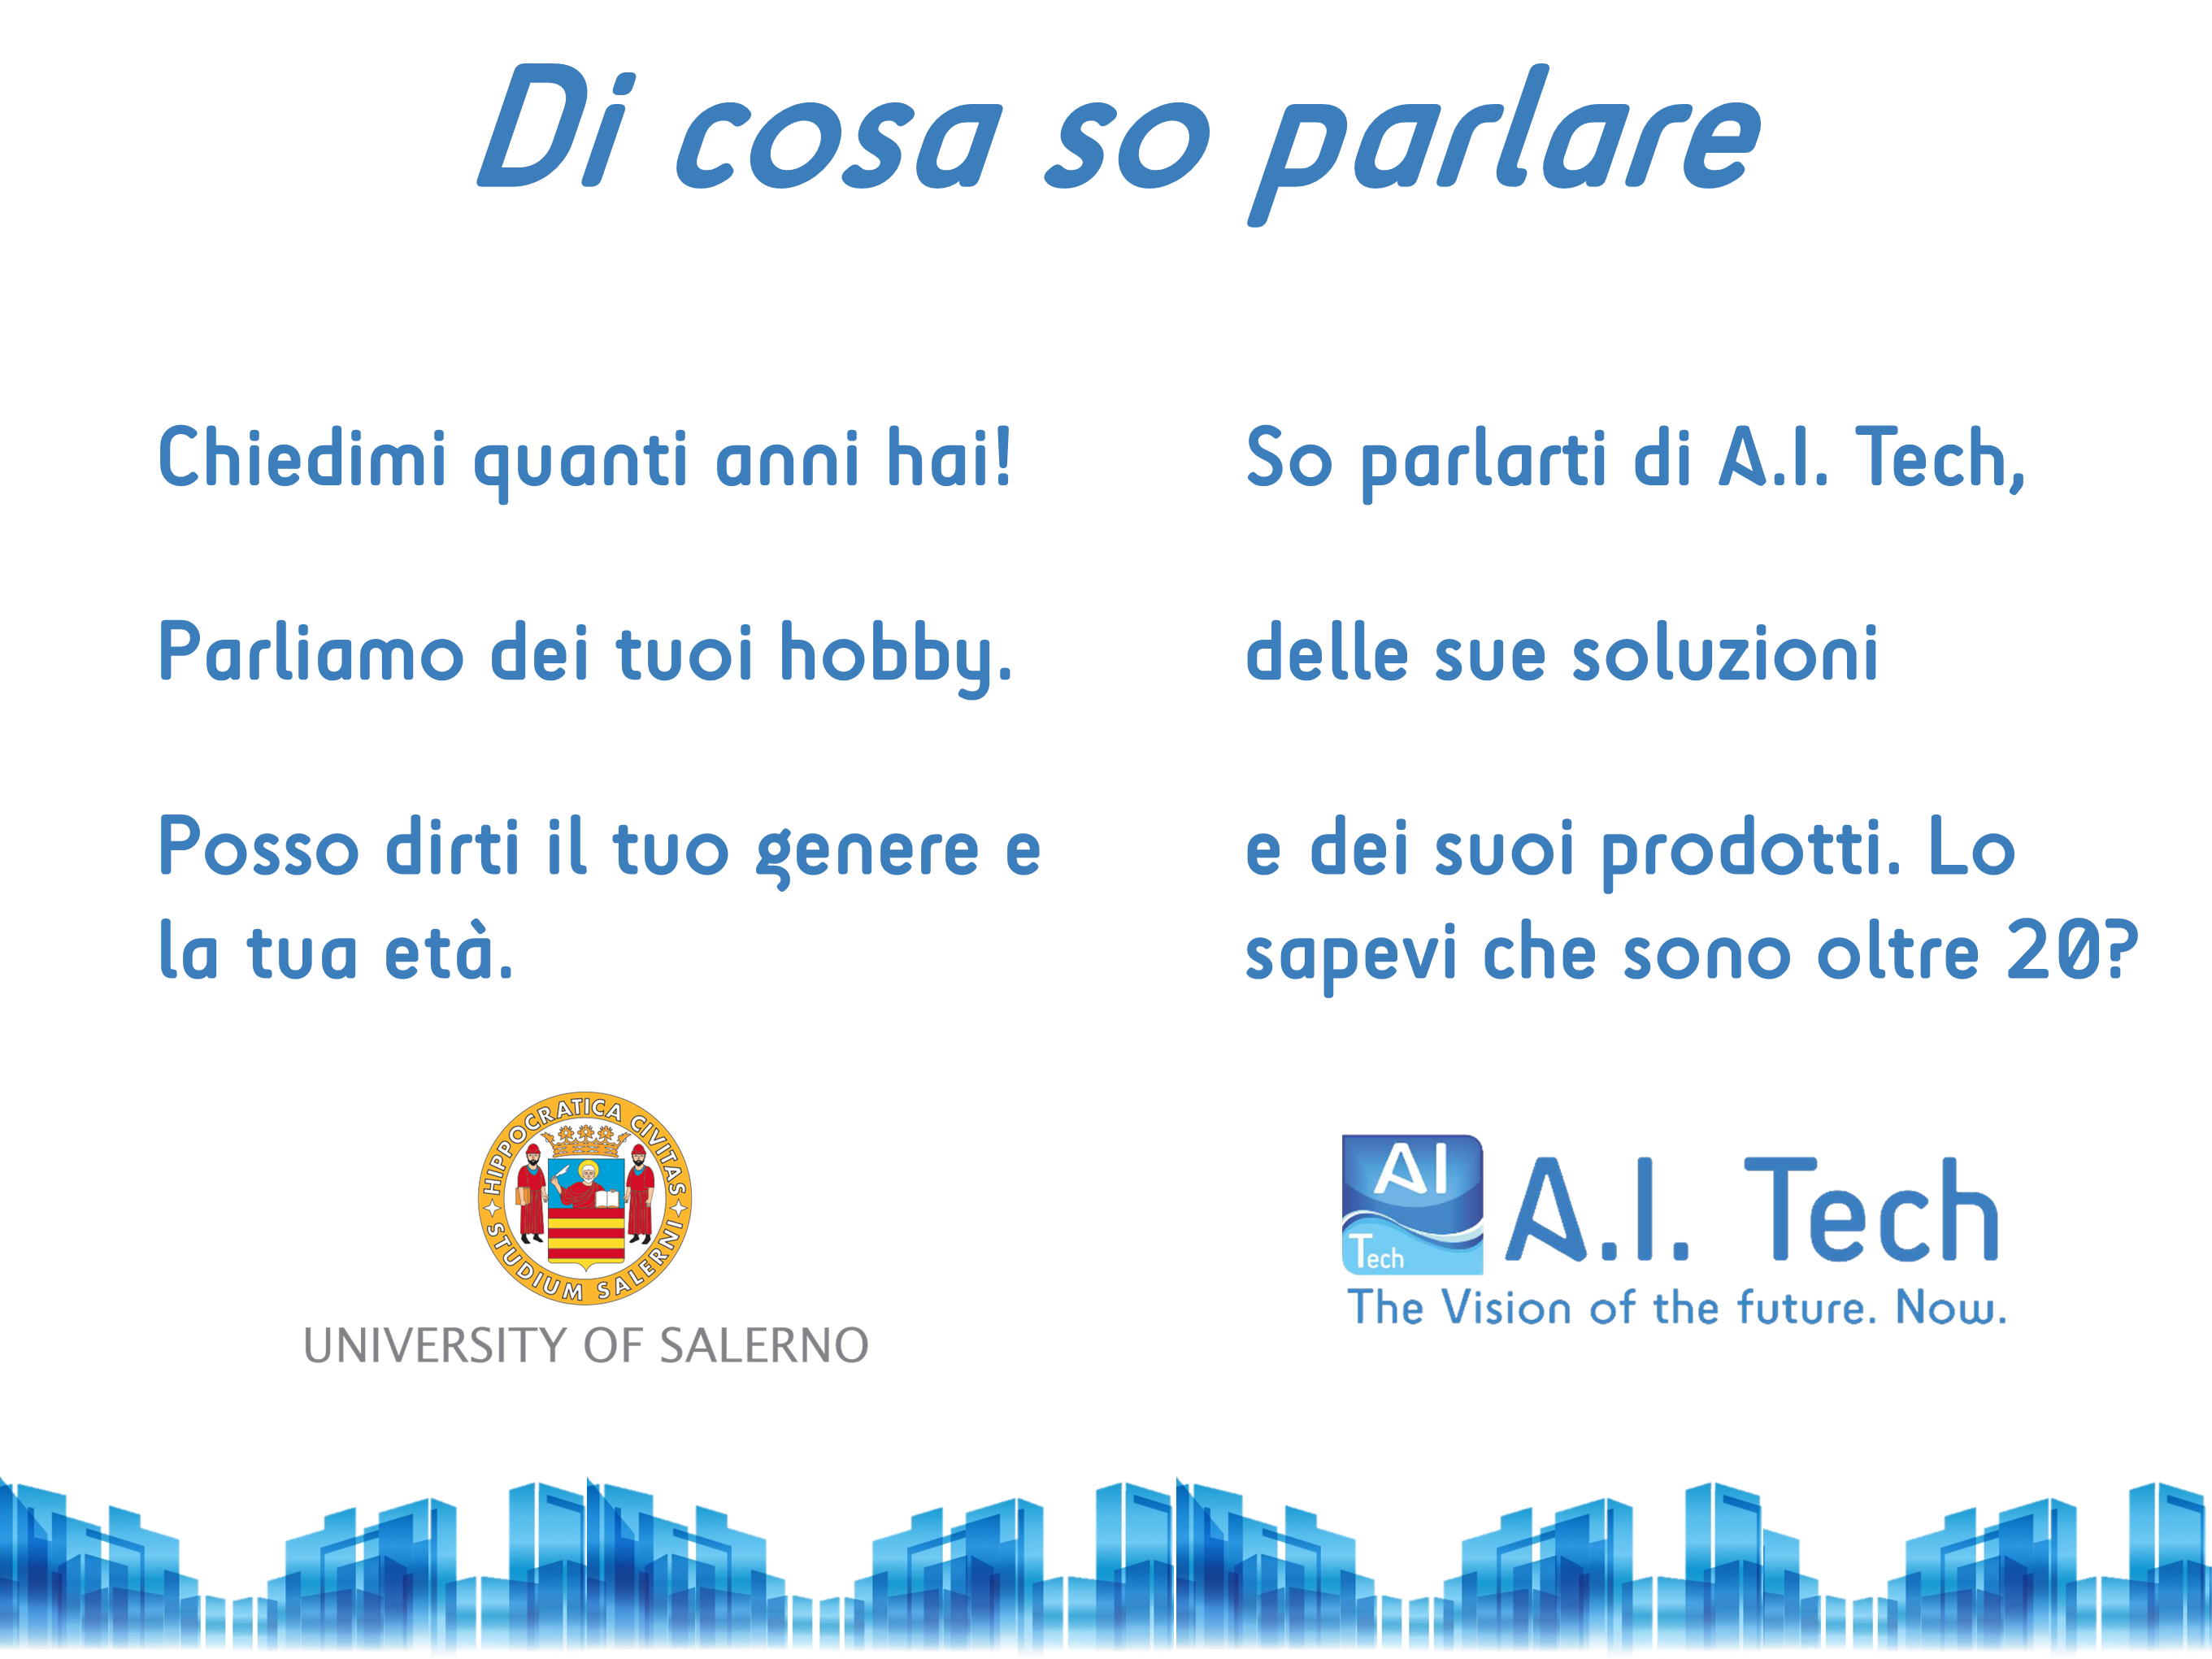 Di cosa so parlare
Chiedimi quanti anni hai!
Parliamo dei tuoi hobby.
Posso dirti il tuo genere e
la tua età.
So parlarti di A.I. Tech,
delle sue soluzioni
e dei suoi prodotti. Lo
sapevi che sono oltre 20?
HIPPOCRATICA CIVITAS
STUDIUM SALERNI
UNIVERSITY OF SALERNO
AI
Tech
A.I. Tech
The Vision of the future. Now.